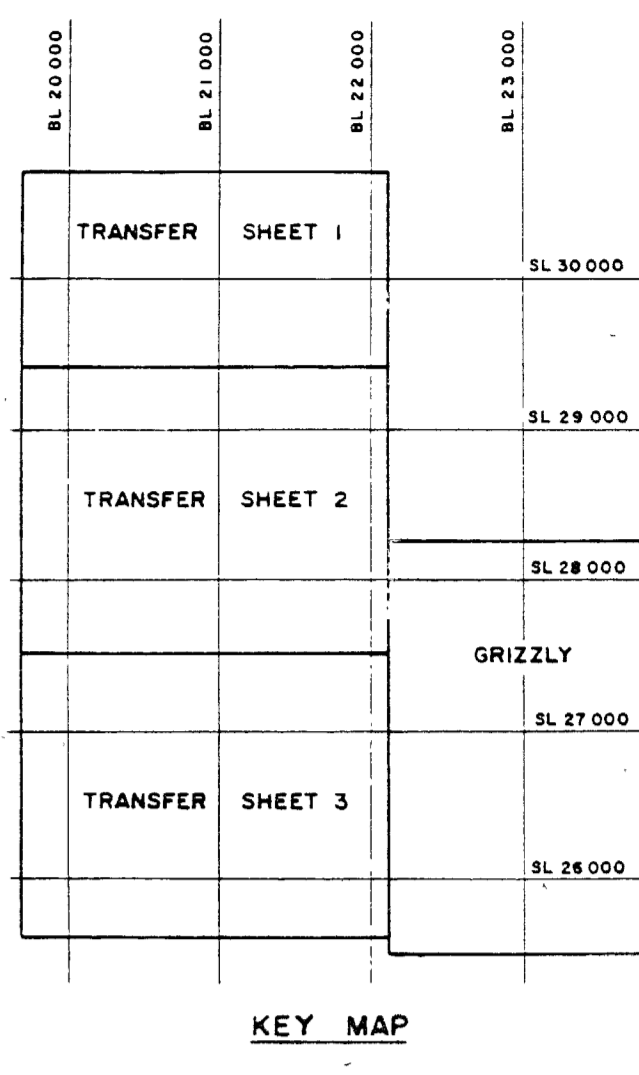 BL 20 000
BL 21 000
BL 22 000
BL 23 000
TRANSFER SHEET 1
SL 30 000
SL 29 000
TRANSFER SHEET 2
SL 28 000
GRIZZLY
SL 27 000
TRANSFER SHEET 3
SL 26 000
KEY MAP